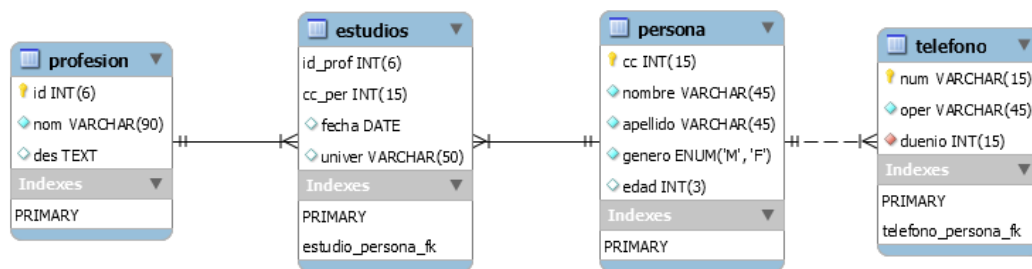 profesion
id INT(6)
nom VARCHAR(90)
des TEXT
Indexes
PRIMARY
estudios
id_prof INT(6)
cc_per INT(15)
fecha DATE
univer VARCHAR(50)
Indexes
PRIMARY
estudio_persona_fk
persona
cc INT(15)
nombre VARCHAR(45)
apellido VARCHAR(45)
genero ENUM('M', 'F')
edad INT(3)
Indexes
PRIMARY
telefono
num VARCHAR(15)
oper VARCHAR(45)
duenio INT(15)
Indexes
PRIMARY
telefono_persona_fk